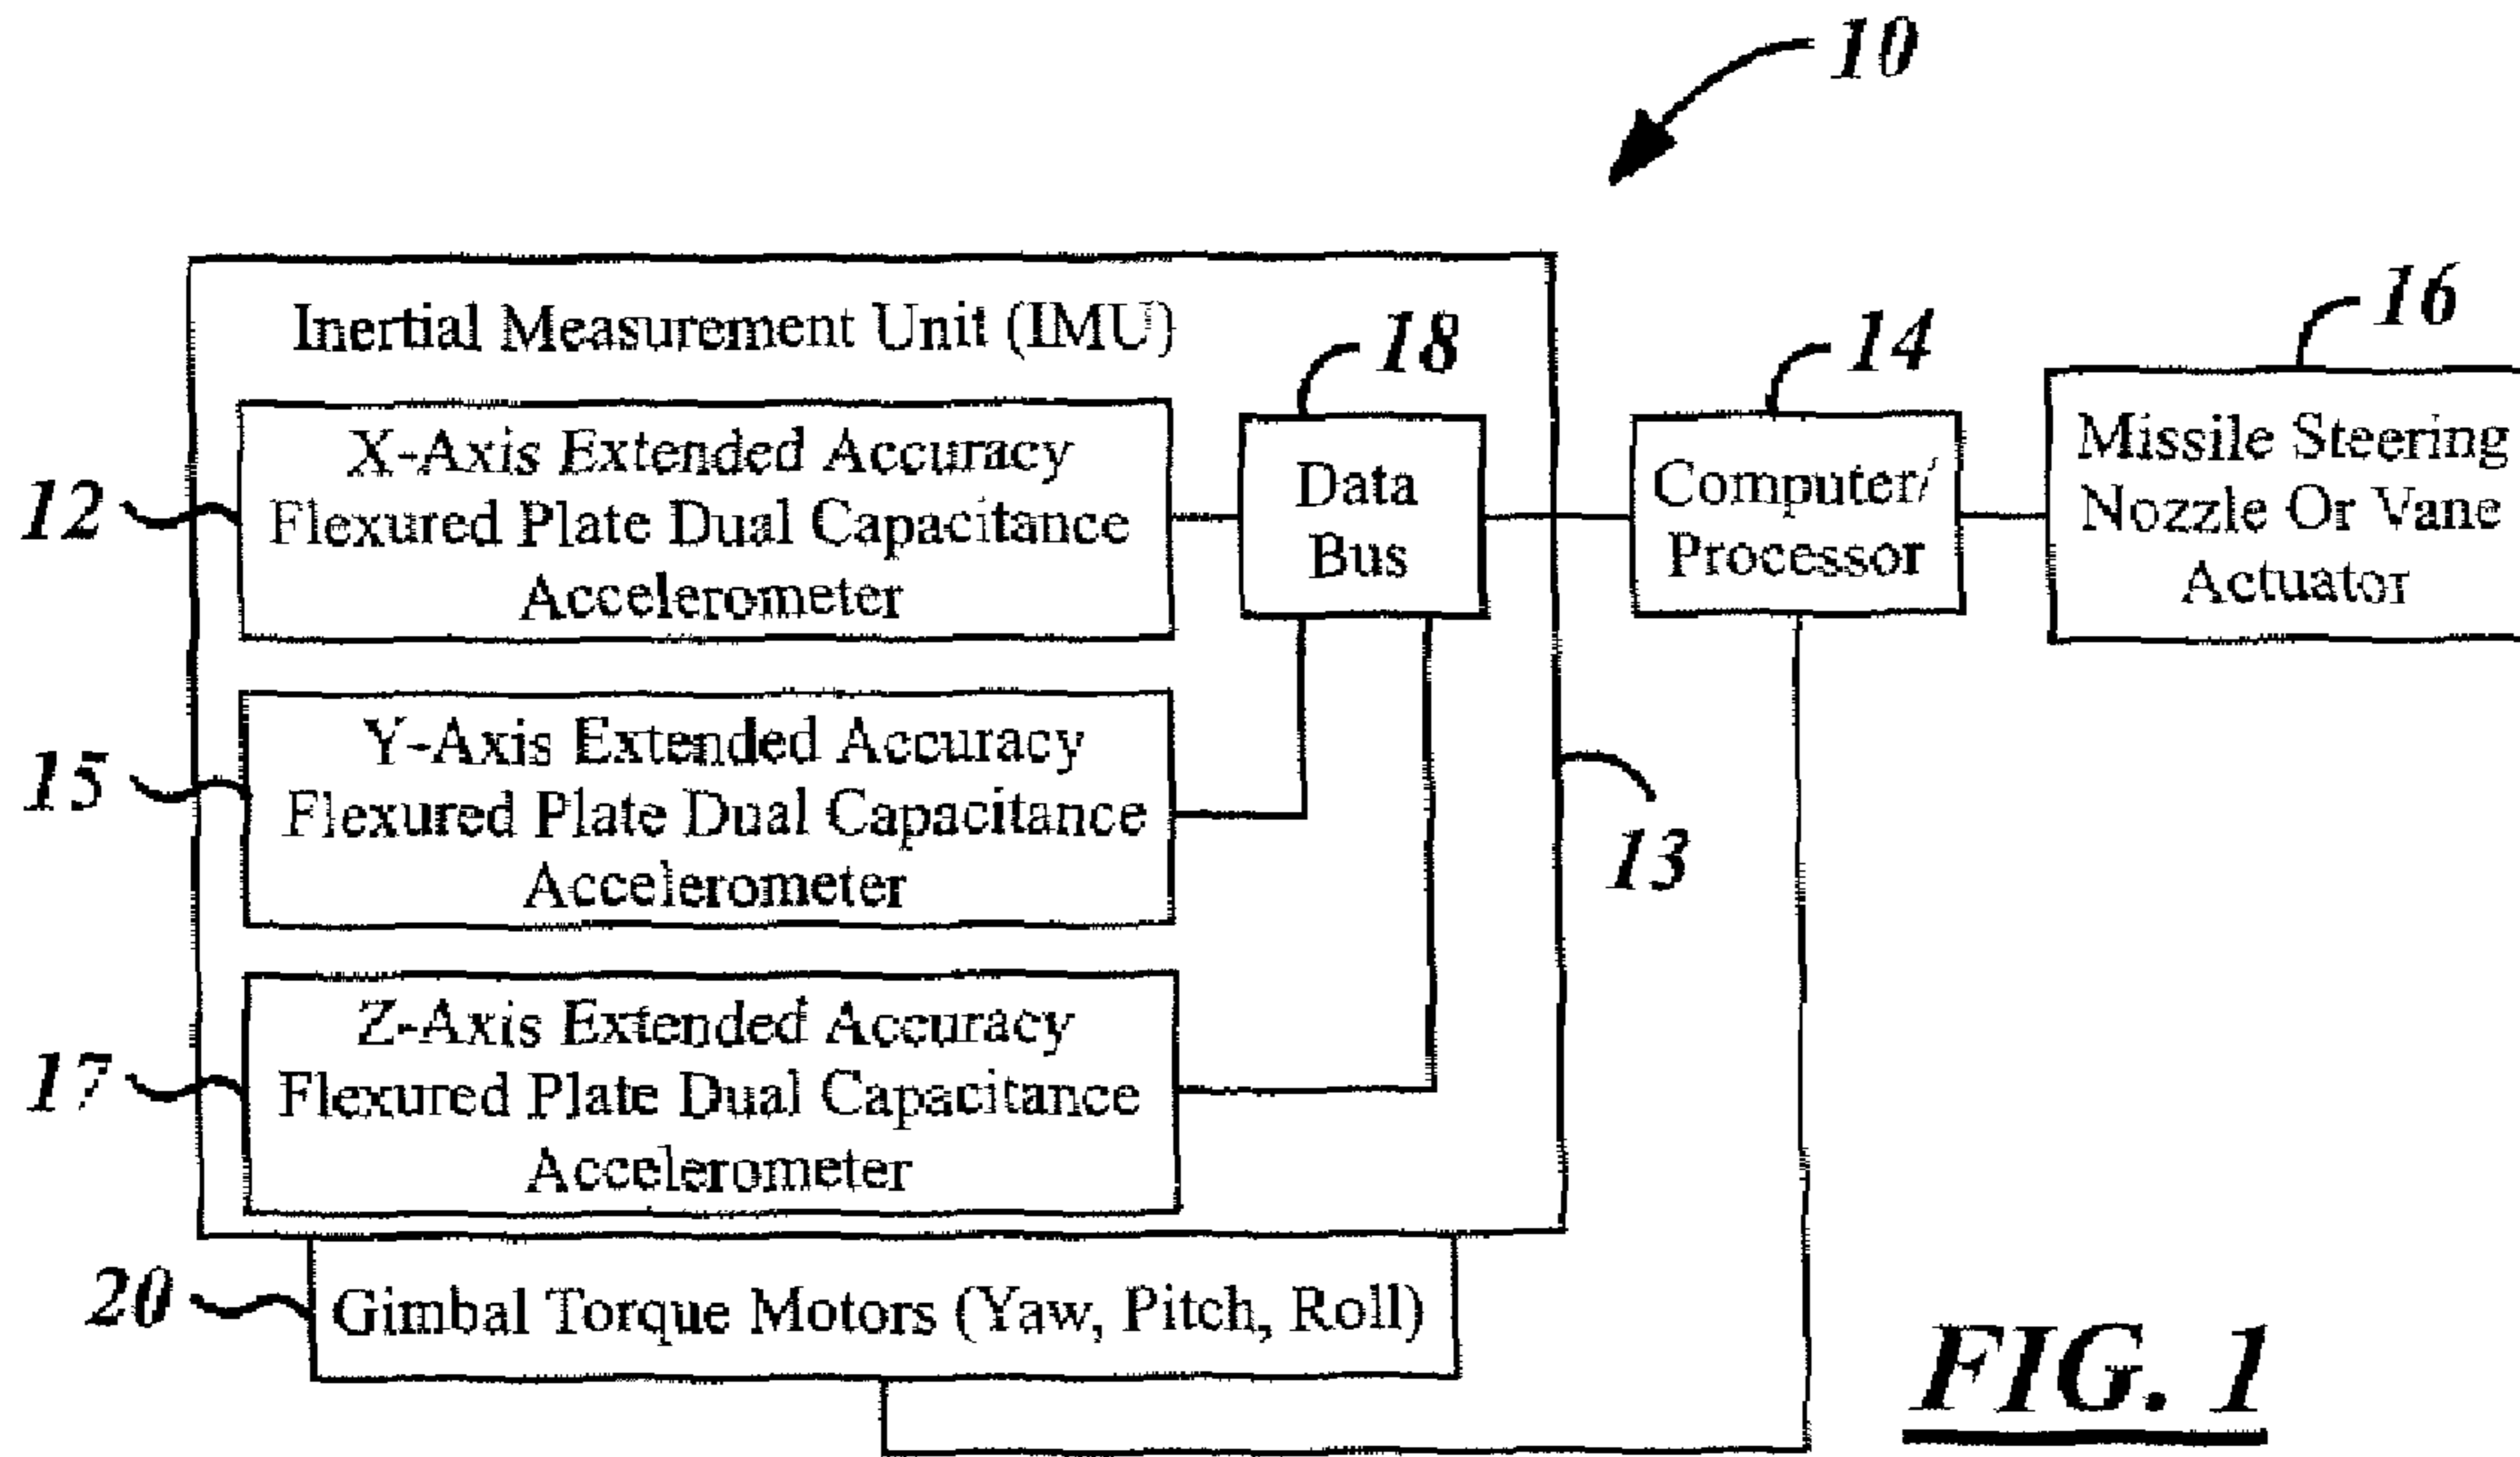 10
Inertial Measurement Unit (IMU)
18
14
16
12
X-Axis Extended Accuracy
Flexured Plate Dual Capacitance
Accelerometer
Data
Bus
Computer/
Processor
Missile Steering
Nozzle Or Vane
Actuator
15
Y-Axis Extended Accuracy
Flexured Plate Dual Capacitance
Accelerometer
13
17
Z-Axis Extended Accuracy
Flexured Plate Dual Capacitance
Accelerometer
20
Gimbal Torque Motors (Yaw, Pitch, Roll)
FIG. 1